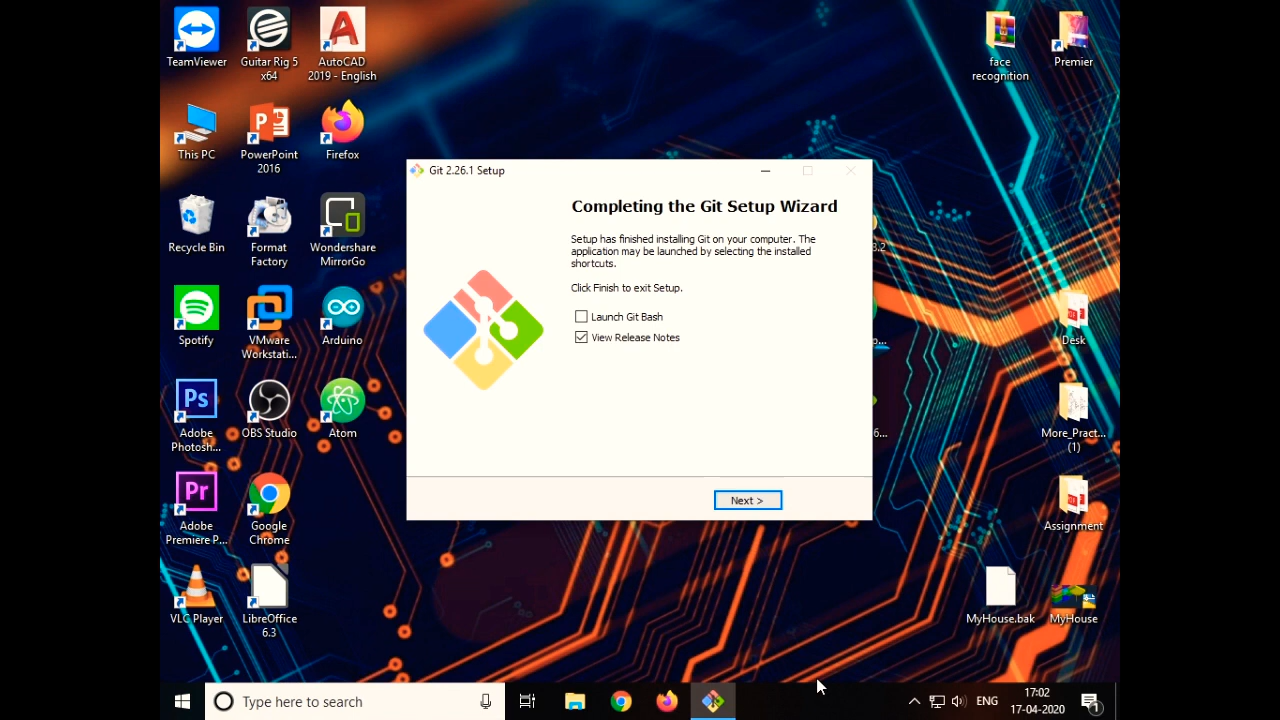 TeamViewer
Guitar Rig 5
x64
AutoCAD
2019 - English
face
recognition
Premier
This PC
PowerPoint
2016
Firefox
Recycle Bin
Format
Factory
Wondershare
MirrorGo
Spotify
VMware
Workstati...
Arduino
Desk
Ps
Adobe
Photosh...
OBS Studio
Atom
More_Pract...
(1)
Pr
Adobe
Premiere P...
Google
Chrome
Assignment
VLC Player
LibreOffice
6.3
MyHouse.bak
MyHouse
Git 2.26.1 Setup
Completing the Git Setup Wizard
Setup has finished installing Git on your computer. The
application may be launched by selecting the installed
shortcuts.
Click Finish to exit Setup.
Launch Git Bash
View Release Notes
Next >
Type here to search
ENG
17:02
17-04-2020
1